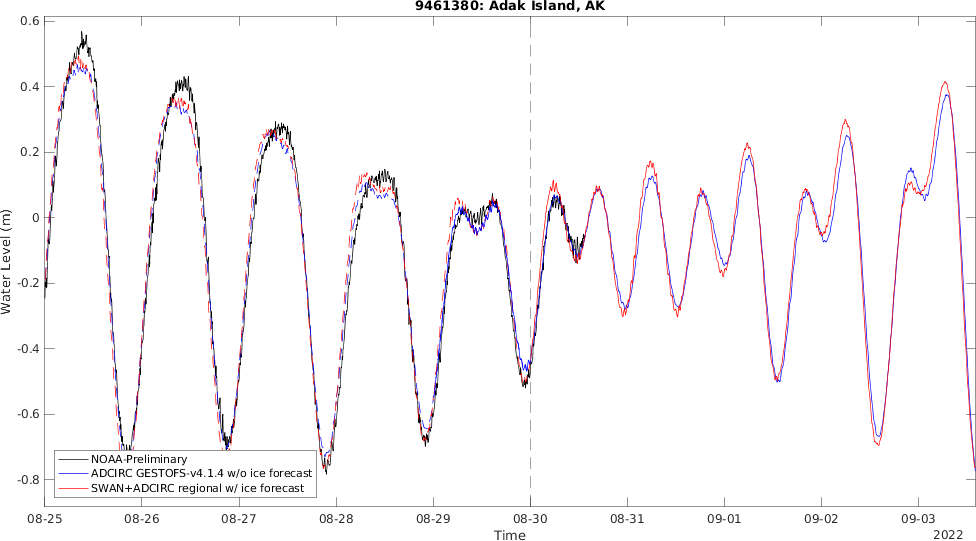 9461380: Adak Island, AK
Water Level (m)
0.6
0.4
0.2
0
-0.2
-0.4
-0.6
-0.8
NOAA-Preliminary
ADCIRC GESTOFS-v4.1.4 w/o ice forecast
SWAN+ADCIRC regional w/ ice forecast
08-25 08-26 08-27 08-28 08-29 08-30 08-31 09-01 09-02 09-03
Time
2022